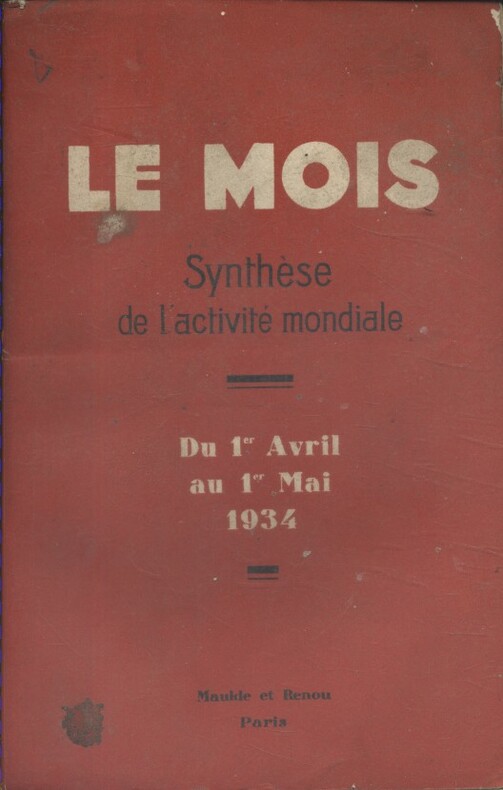 LE MOIS
Synthèse
de l'activité mondiale
Du 1er Avril
au 1er Mai
1934
Maulde et Renou
Paris